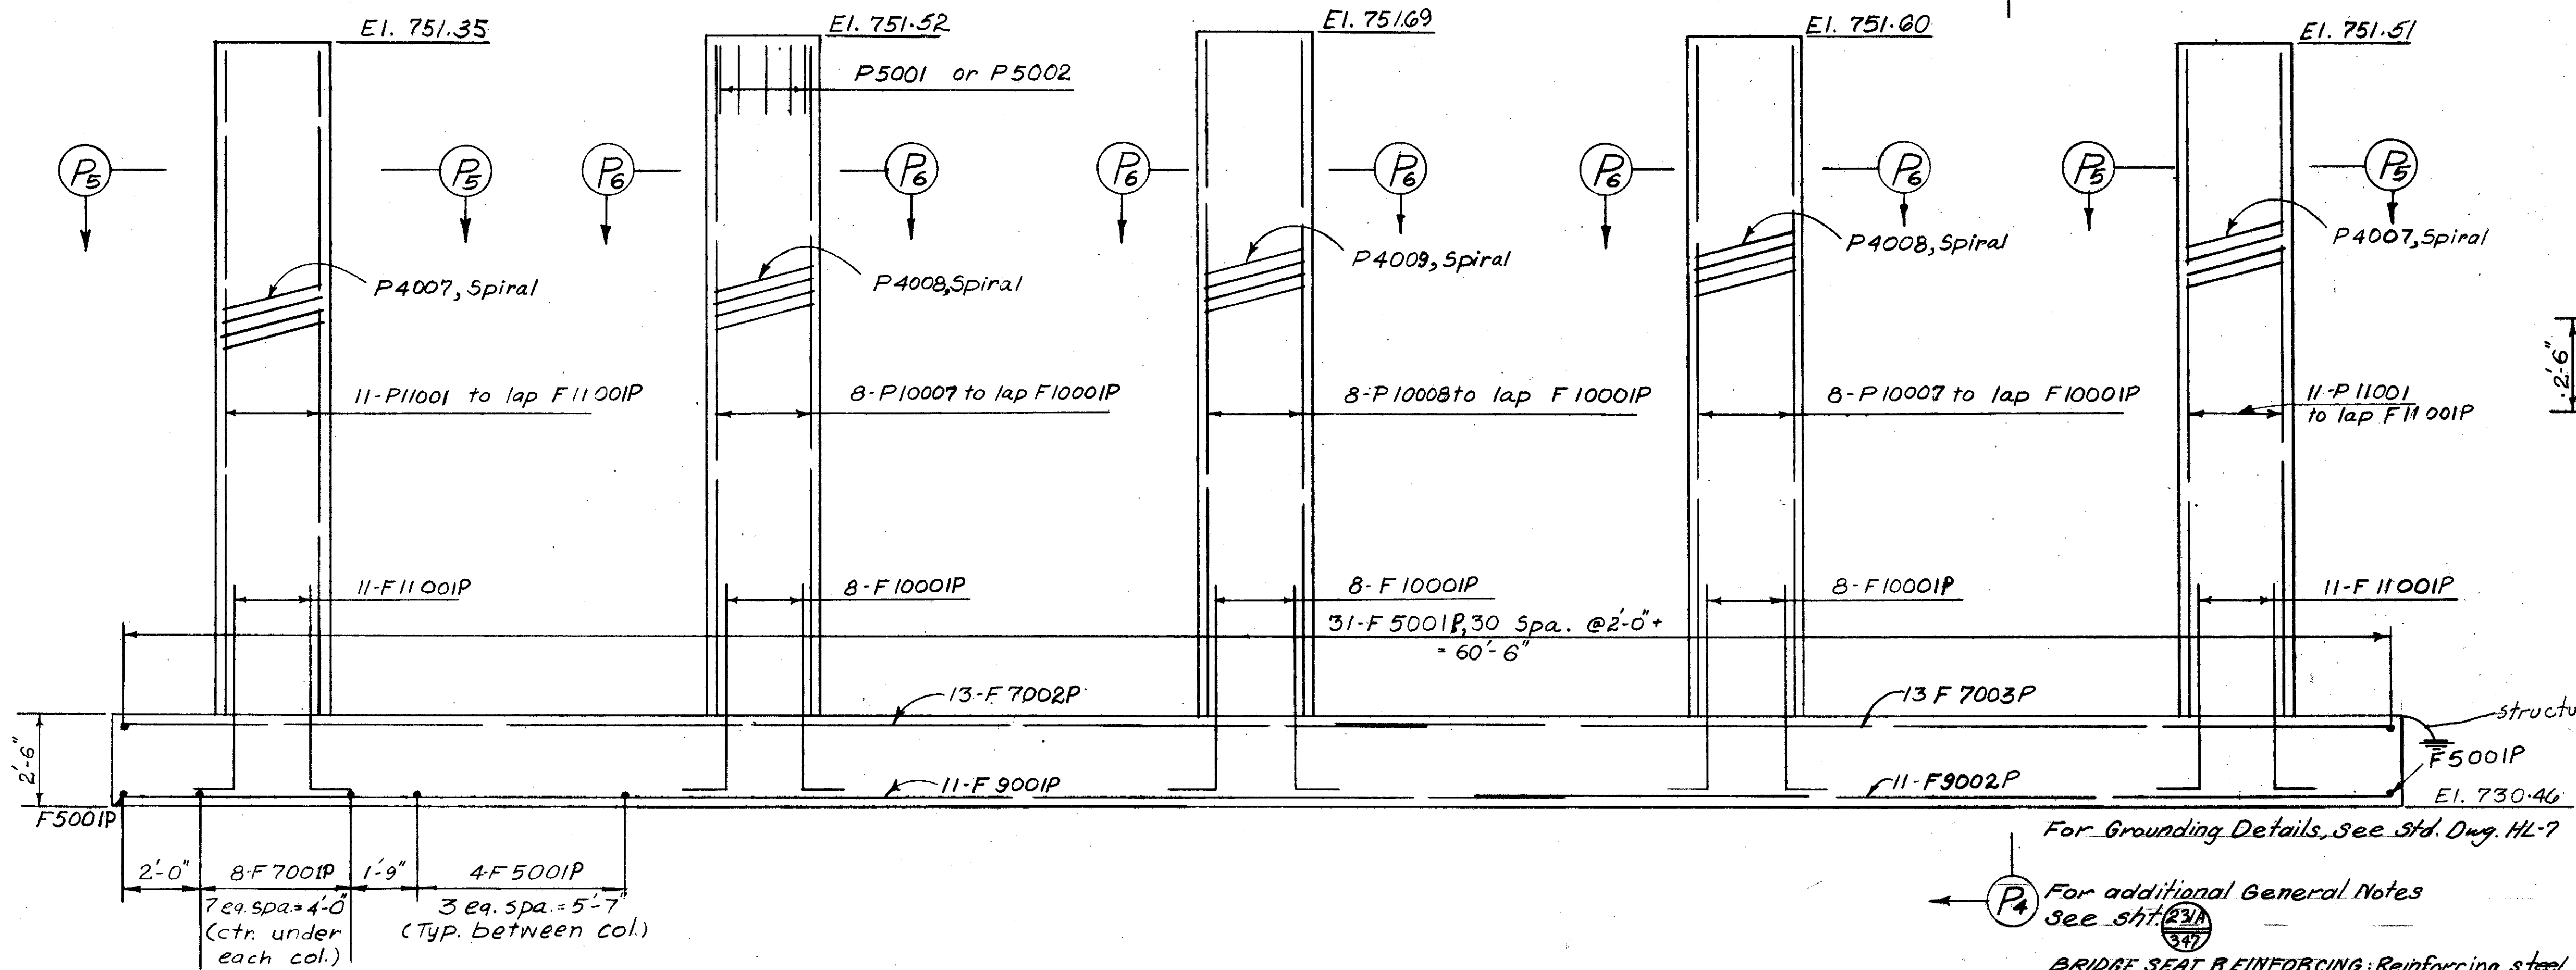 El. 751.35
El. 751.52
El. 751.69
El. 751.60
El. 751.51
P5001 or P5002
P5
P5
P6
P6
P6
P6
P6
P6
P5
P5
P4007, Spiral
P4008, Spiral
P4009, Spiral
P4008, Spiral
P4007, Spiral
2'-6"
11-P11001 to lap F11001P
8-P10007 to lap F10001P
8-P10008 to lap F10001P
8-P10007 to lap F10001P
11-P11001
to lap F11001P
11-F11001P
8-F10001P
8-F10001P
8-F10001P
11-F11001P
31-F5001P, 30 Spa. @2'-0"+
= 60'-6"
13-F7002P
13 F7003P
2'-6"
F5001P
11-F9001P
11-F9002P
El. 730.46
F5001P
For Grounding Details, See Std. Dwg. HL-7
2'-0"
8-F7001P
1'-9"
4-F5001P
7 eq. spa. = 4'-0"
(ctr. under
each col.)
3 eq. spa. = 5'-7"
(Typ. between col.)
P4
For additional General Notes
see sht. 231A
347
BRIDGE SEAT REINFORCING: Reinforcing steel